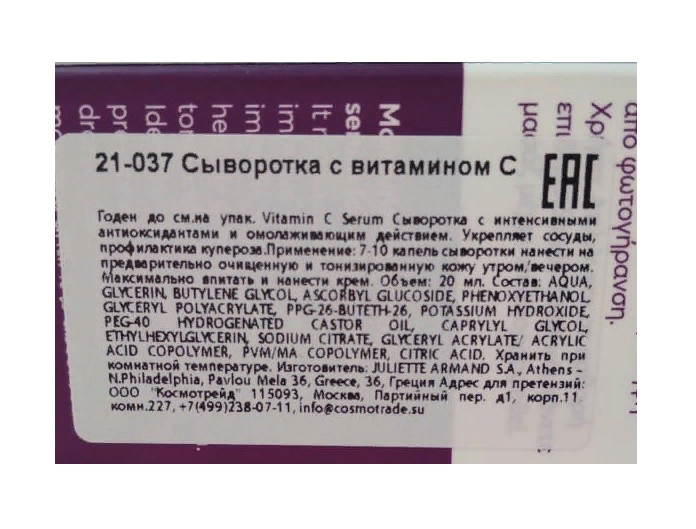 21-037 Сыворотка с витамином С
EAC
Годен до см.на упак. Vitamin C Serum Сыворотка с интенсивными
антиоксидантами и омолаживающим действием. Укрепляет сосуды,
профилактика купероза.Применение: 7-10 капель сыворотки нанести на
предварительно очищенную и тонизированную кожу утром/вечером.
Максимально впитать и нанести крем. Объем: 20 мл. Состав: AQUA,
GLYCERIN, BUTYLENE GLYCOL, ASCORBYL GLUCOSIDE, PHENOXYETHANOL,
GLYCERYL POLYACRYLATE, PPG-26-BUTETH-26, POTASSIUM HYDROXIDE,
PEG-40 HYDROGENATED CASTOR OIL, CAPRYLYL GLYCOL,
ETHYLHEXYLGLYCERIN, SODIUM CITRATE, GLYCERYL ACRYLATE/ ACRYLIC
ACID COPOLYMER, PVM/MA COPOLYMER, CITRIC ACID. Хранить при
комнатной температуре. Изготовитель: JULIETTE ARMAND S.A., Athens -
N.Philadelphia, Pavlou Mela 36, Greece, 36, Греция Адрес для претензий:
ООО "Космотрейд" 115093, Москва, Партийный пер. д1, корп.11
комн.227, +7(499)238-07-11, info@cosmotrade.su
από φωτογήρανση.